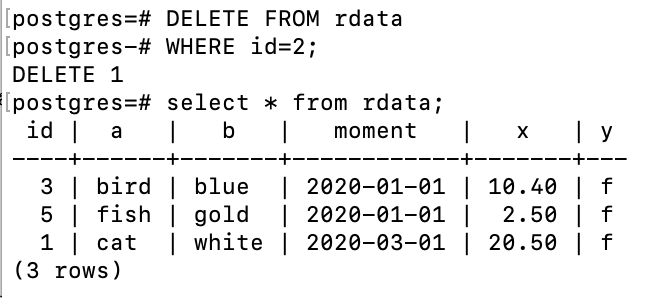 [postgres=# DELETE FROM rdata
[postgres-# WHERE id=2;
DELETE 1
[postgres=# select * from rdata;
 id |  a   |   b   |   moment   |   x   | y
----+------+-------+------------+-------+---
  3 | bird | blue  | 2020-01-01 | 10.40 | f
  5 | fish | gold  | 2020-01-01 |  2.50 | f
  1 | cat  | white | 2020-03-01 | 20.50 | f
(3 rows)